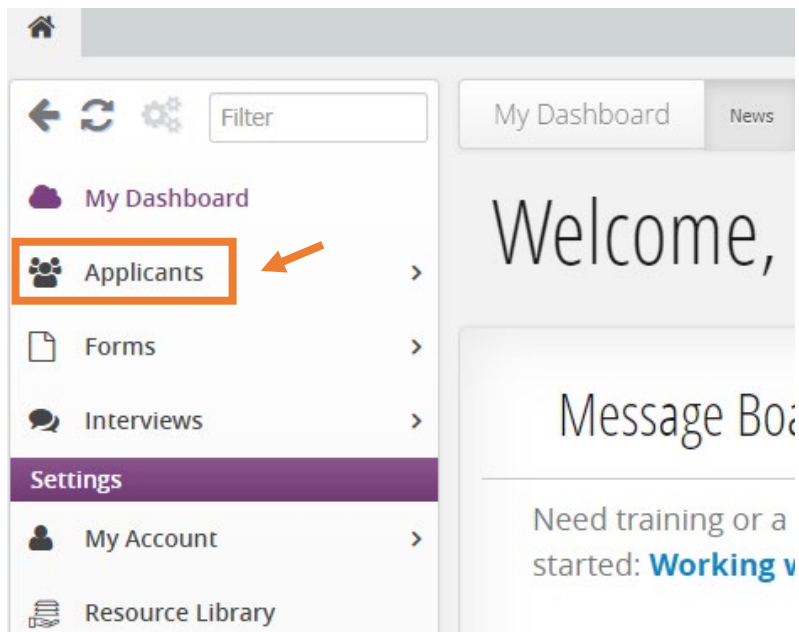 Filter
My Dashboard
Applicants
Forms
Interviews
Settings
My Account
Resource Library
My Dashboard News
Welcome,
Message
Need training or a
started: Working